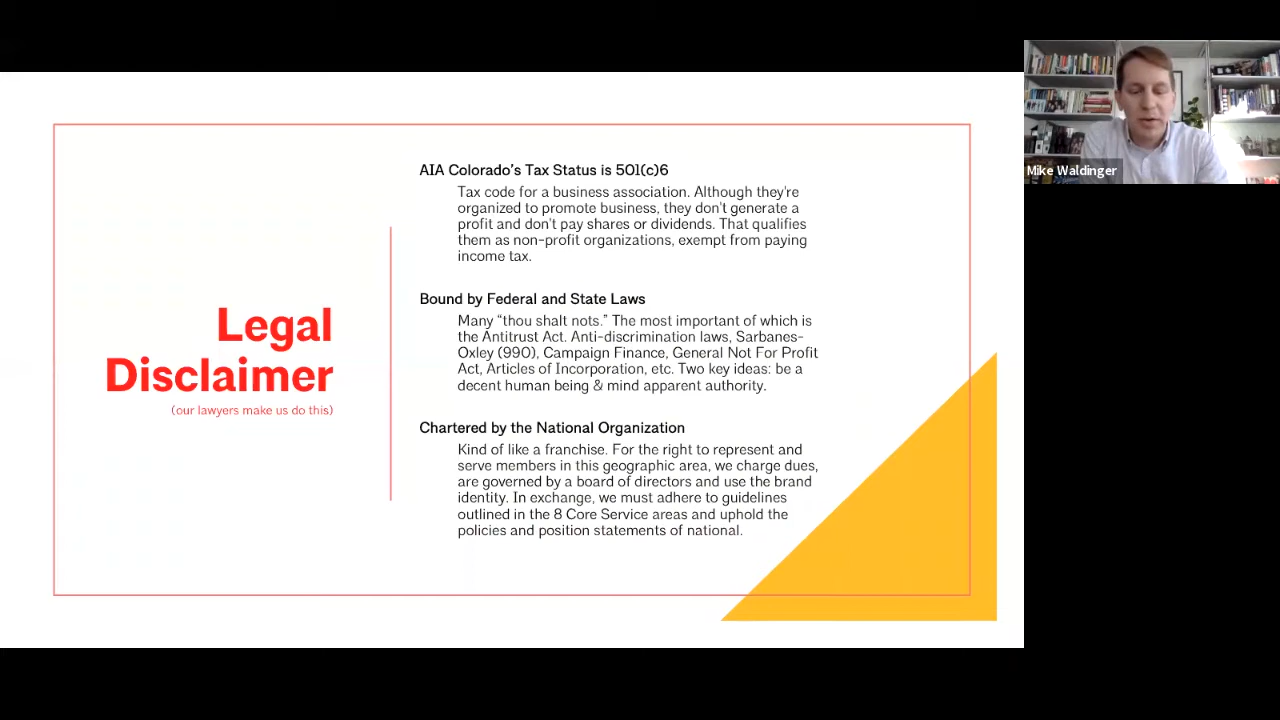 Legal
Disclaimer
(our lawyers make us do this)
AIA Colorado's Tax Status is 501(c)6
Tax code for a business association. Although they're
organized to promote business, they don't generate a
profit and don't pay shares or dividends. That qualifies
them as non-profit organizations, exempt from paying
income tax.
Bound by Federal and State Laws
Many “thou shalt nots.” The most important of which is
the Antitrust Act. Anti-discrimination laws, Sarbanes-
Oxley (990), Campaign Finance, General Not For Profit
Act, Articles of Incorporation, etc. Two key ideas: be a
decent human being & mind apparent authority.
Chartered by the National Organization
Kind of like a franchise. For the right to represent and
serve members in this geographic area, we charge dues,
are governed by a board of directors and use the brand
identity. In exchange, we must adhere to guidelines
outlined in the 8 Core Service areas and uphold the
policies and position statements of national.
Mike Waldinger